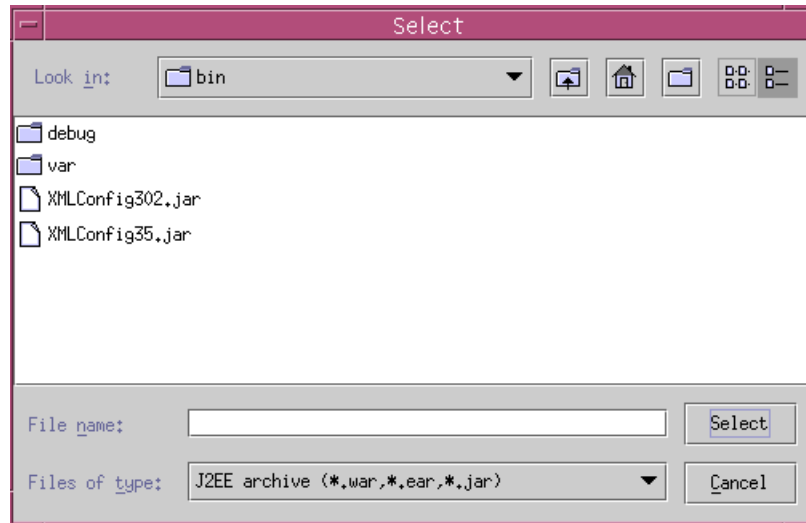 Select
Look in: bin
debug
var
XMLConfig302.jar
XMLConfig35.jar
File name: Select
Files of type: J2EE archive (*.war,*.ear,*.jar) Cancel